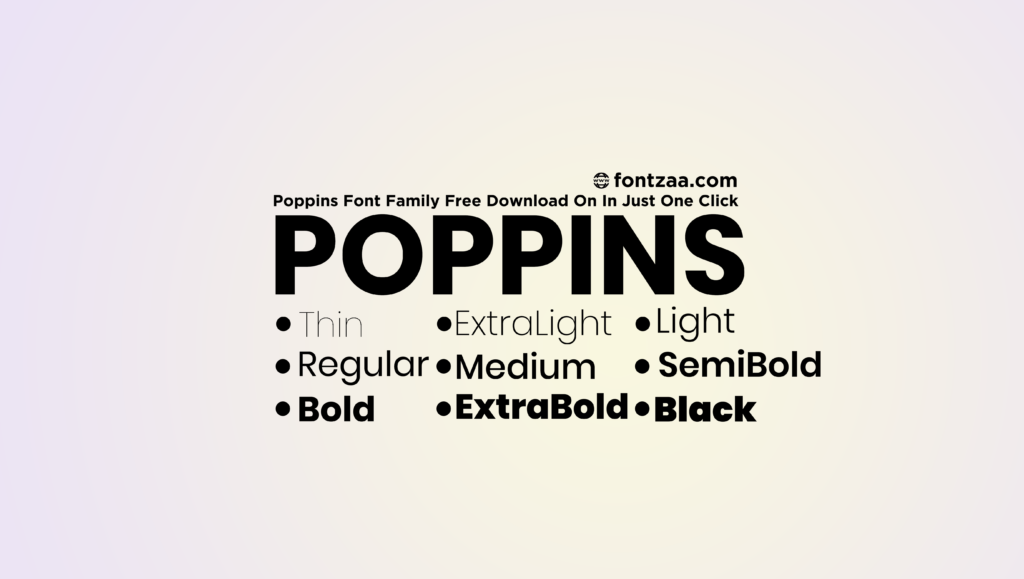 fontzaa.com
Poppins Font Family Free Download On In Just One Click
POPPINS
● Thin ● ExtraLight ● Light
● Regular ● Medium ● SemiBold
● Bold ● ExtraBold ● Black